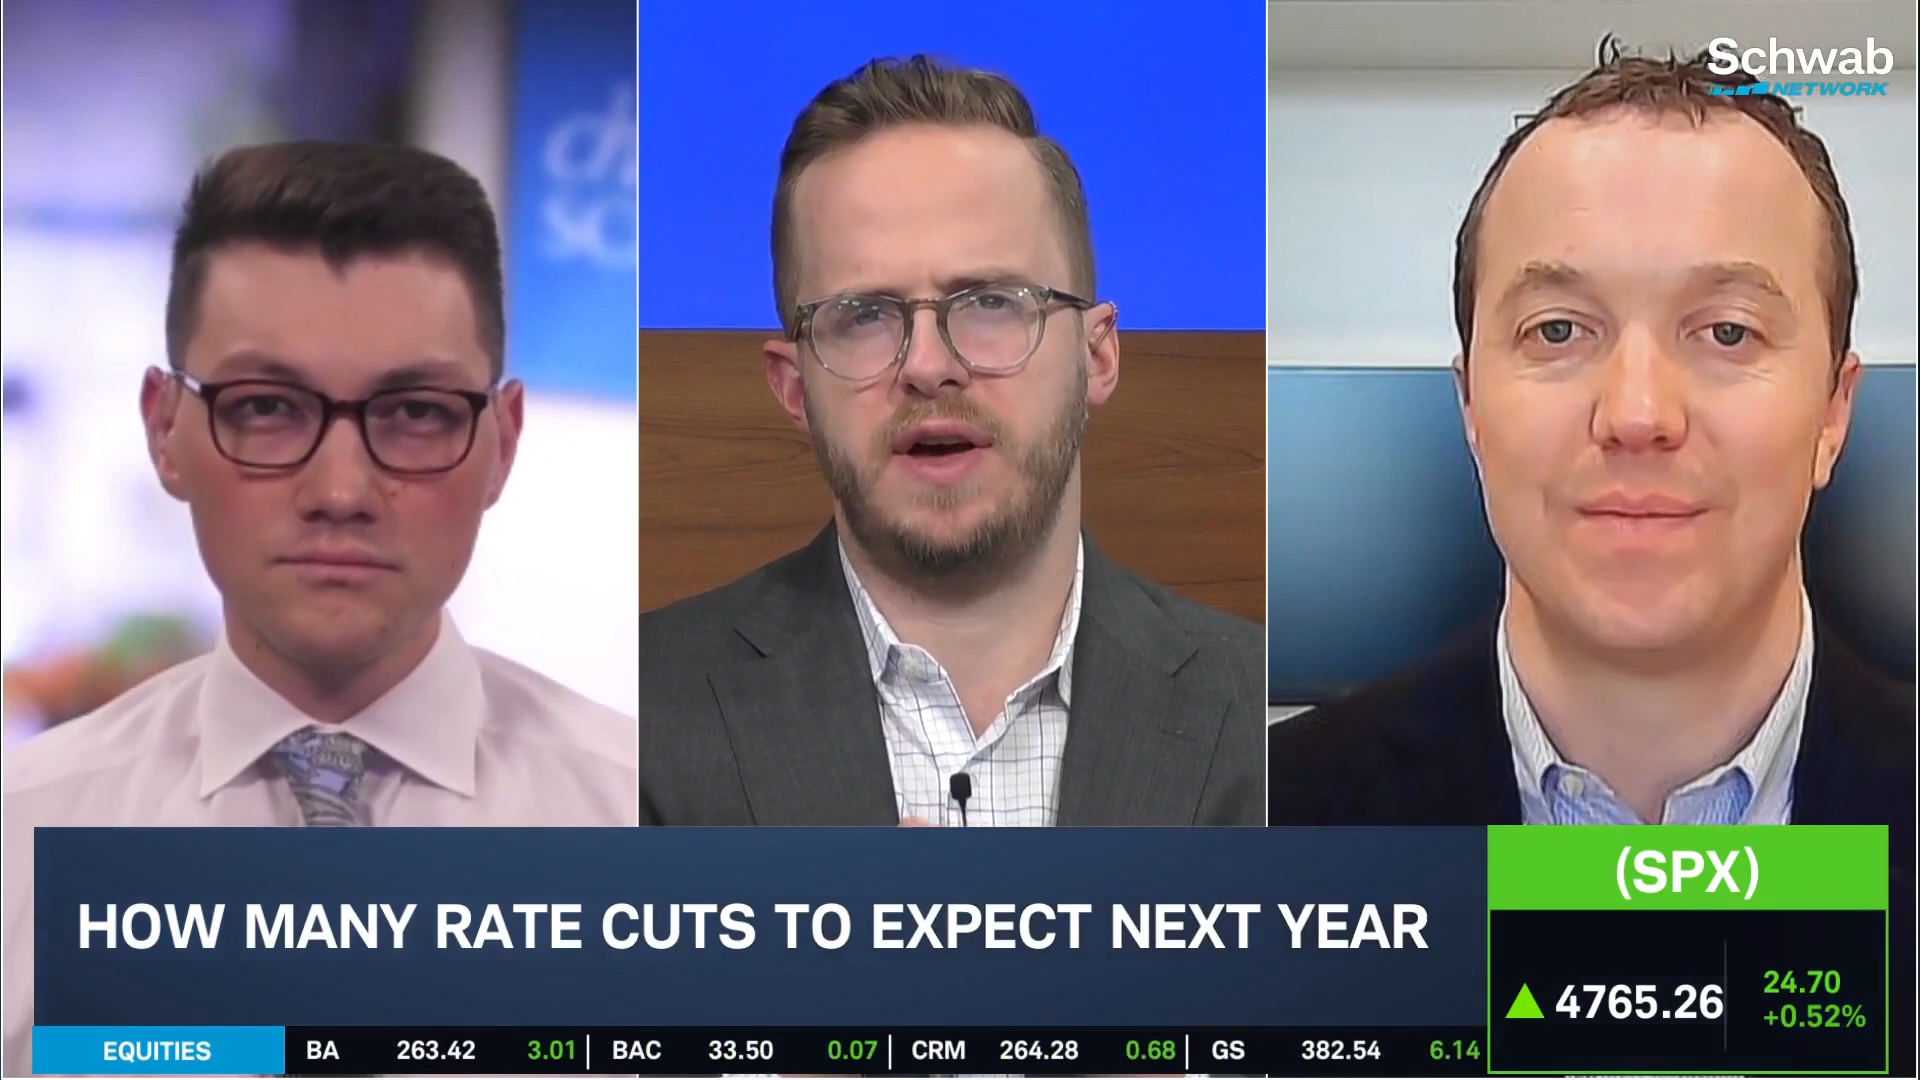 Schwab
NETWORK
HOW MANY RATE CUTS TO EXPECT NEXT YEAR
(SPX)
4765.26
24.70
+0.52%
EQUITIES BA 263.42 3.01 BAC 33.50 0.07 CRM 264.28 0.68 GS 382.54 6.14